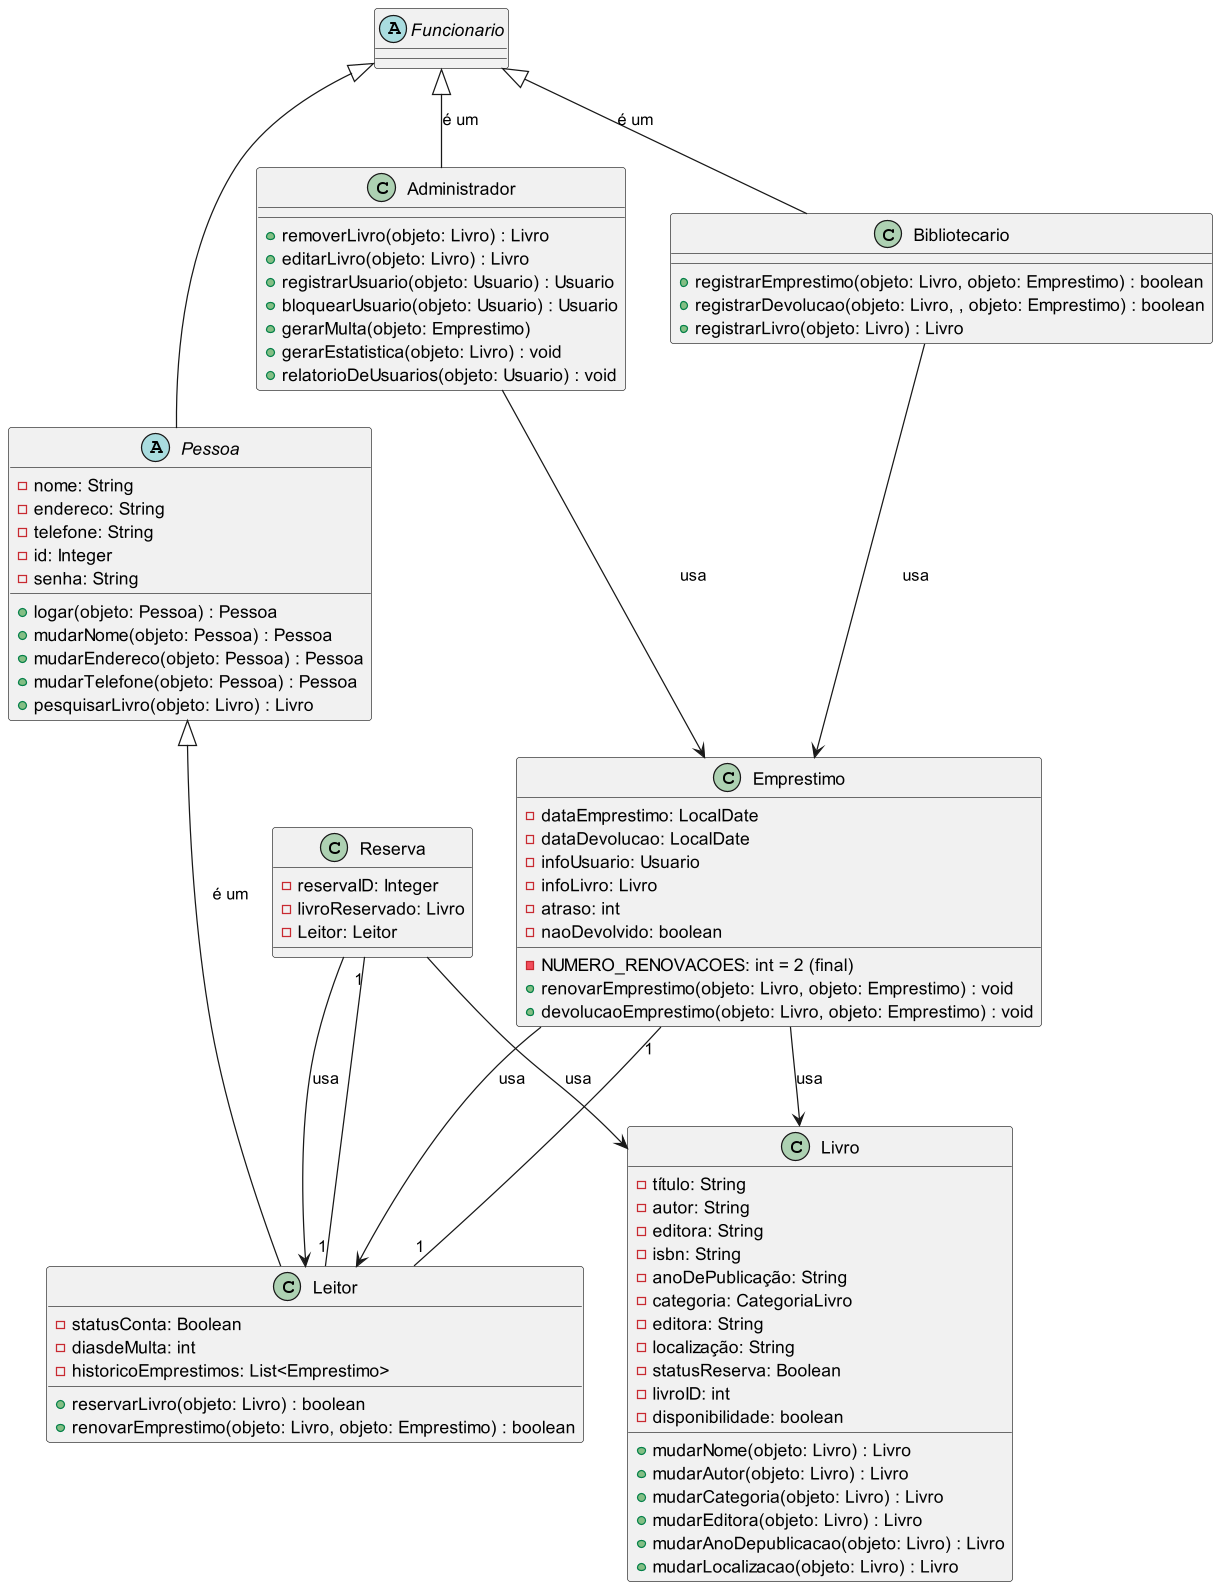 A Funcionario
é um
é um
C Administrador
removerLivro(objeto: Livro) : Livro
editarLivro(objeto: Livro) : Livro
registrarUsuario(objeto: Usuario) : Usuario
bloquearUsuario(objeto: Usuario) : Usuario
gerarMulta(objeto: Emprestimo)
gerarEstatistica(objeto: Livro) : void
relatorioDeUsuarios(objeto: Usuario) : void
C Bibliotecario
registrarEmprestimo(objeto: Livro, objeto: Emprestimo) : boolean
registrarDevolucao(objeto: Livro, , objeto: Emprestimo) : boolean
registrarLivro(objeto: Livro) : Livro
A Pessoa
nome: String
endereco: String
telefone: String
id: Integer
senha: String
logar(objeto: Pessoa) : Pessoa
mudarNome(objeto: Pessoa) : Pessoa
mudarEndereco(objeto: Pessoa) : Pessoa
mudarTelefone(objeto: Pessoa) : Pessoa
pesquisarLivro(objeto: Livro) : Livro
usa
usa
é um
C Reserva
reservaID: Integer
livroReservado: Livro
Leitor: Leitor
C Emprestimo
dataEmprestimo: LocalDate
dataDevolucao: LocalDate
infoUsuario: Usuario
infoLivro: Livro
atraso: int
naoDevolvido: boolean
NUMERO_RENOVACOES: int = 2 (final)
renovarEmprestimo(objeto: Livro, objeto: Emprestimo) : void
devolucaoEmprestimo(objeto: Livro, objeto: Emprestimo) : void
1
1
usa
usa
usa
usa
1
1
C Leitor
statusConta: Boolean
diasdeMulta: int
historicoEmprestimos: List<Emprestimo>
reservarLivro(objeto: Livro) : boolean
renovarEmprestimo(objeto: Livro, objeto: Emprestimo) : boolean
C Livro
título: String
autor: String
editora: String
isbn: String
anoDePublicação: String
categoria: CategoriaLivro
editora: String
localização: String
statusReserva: Boolean
livroID: int
disponibilidade: boolean
mudarNome(objeto: Livro) : Livro
mudarAutor(objeto: Livro) : Livro
mudarCategoria(objeto: Livro) : Livro
mudarEditora(objeto: Livro) : Livro
mudarAnoDepublicacao(objeto: Livro) : Livro
mudarLocalizacao(objeto: Livro) : Livro